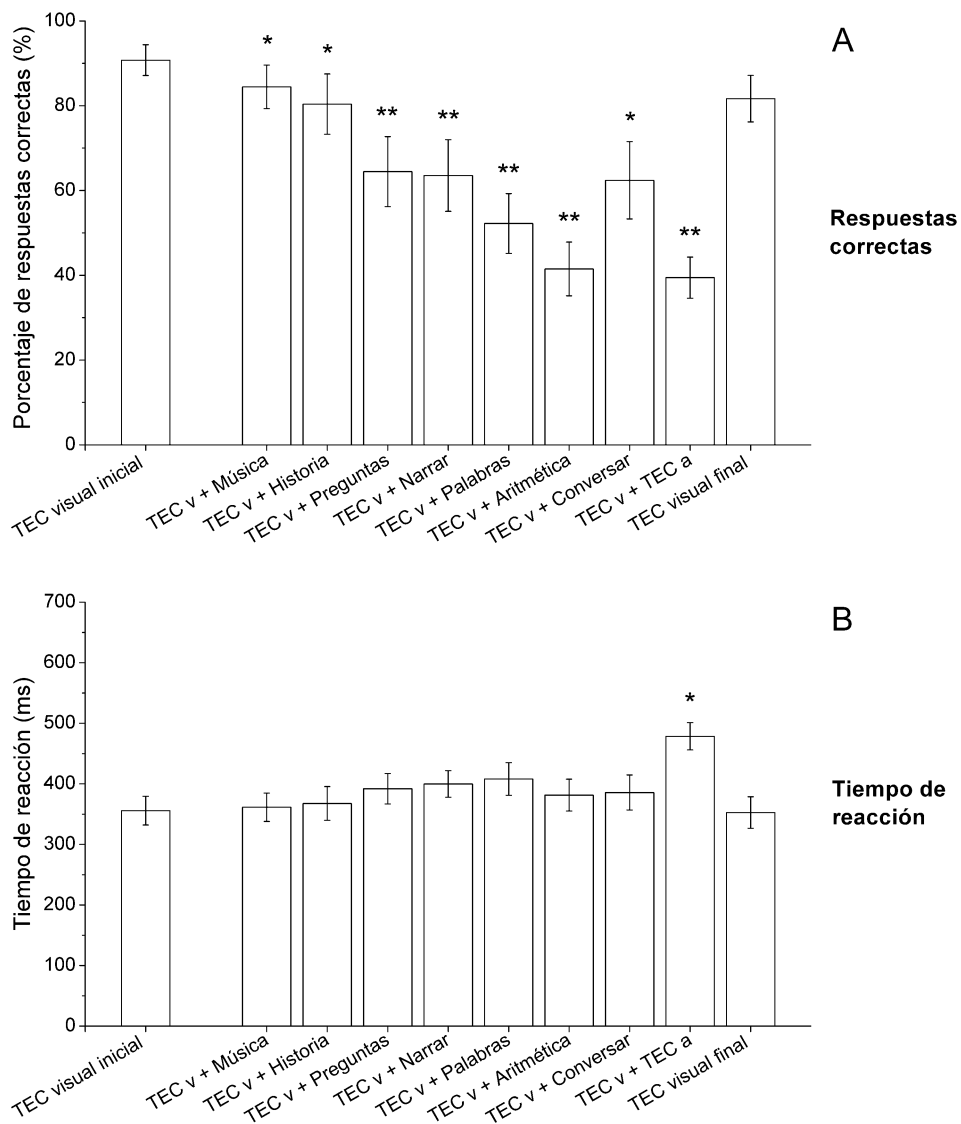 A
Porcentaje de respuestas correctas (%)
100
80
60
40
20
0
*
*
**
**
**
**
*
**
Respuestas
correctas
TEC visual inicial
TEC v + Música
TEC v + Historia
TEC v + Preguntas
TEC v + Narrar
TEC v + Palabras
TEC v + Aritmética
TEC v + Conversar
TEC v + TEC a
TEC visual final
B
Tiempo de reacción (ms)
700
600
500
400
300
200
100
0
*
Tiempo de
reacción
TEC visual inicial
TEC v + Música
TEC v + Historia
TEC v + Preguntas
TEC v + Narrar
TEC v + Palabras
TEC v + Aritmética
TEC v + Conversar
TEC v + TEC a
TEC visual final